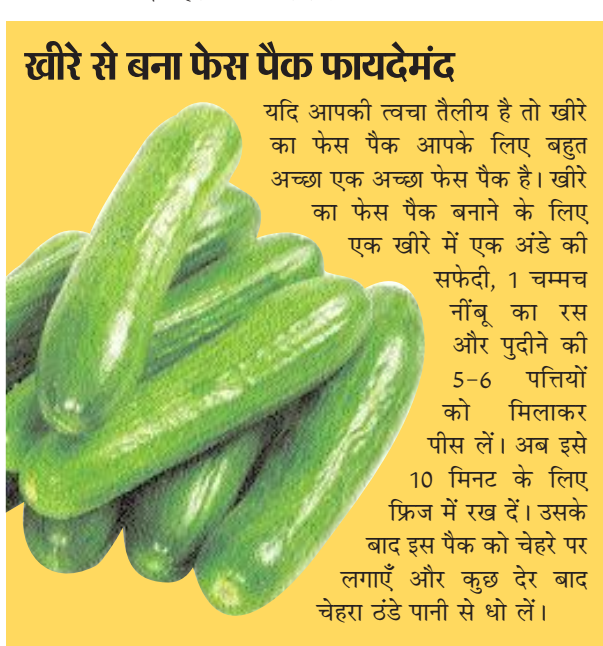 खीरे से बना फेस पैक फायदेमंद
यदि आपकी त्वचा तैलीय है तो खीरे
का फेस पैक आपके लिए बहुत
अच्छा एक अच्छा फेस पैक है। खीरे
का फेस पैक बनाने के लिए
एक खीरे में एक अंडे की
सफेदी, 1 चम्मच
नींबू का रस
और पुदीने की
5-6 पत्तियों
को मिलाकर
पीस लें। अब इसे
10 मिनट के लिए
फ्रिज में रख दें। उसके
बाद इस पैक को चेहरे पर
लगाएँ और कुछ देर बाद
चेहरा ठंडे पानी से धो लें।